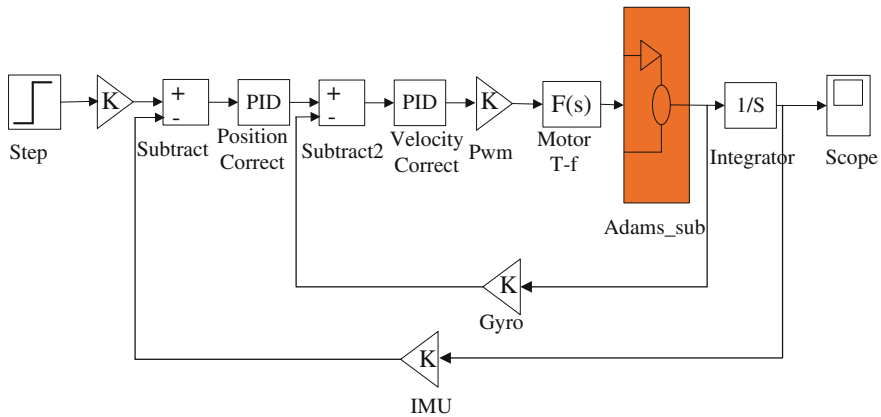 Step
K
+
-
Subtract
PID
Position
Correct
+
-
Subtract2
PID
Velocity
Correct
K
Pwm
F(s)
Motor
T-f
Adams_sub
1/S
Integrator
Scope
K
Gyro
K
IMU